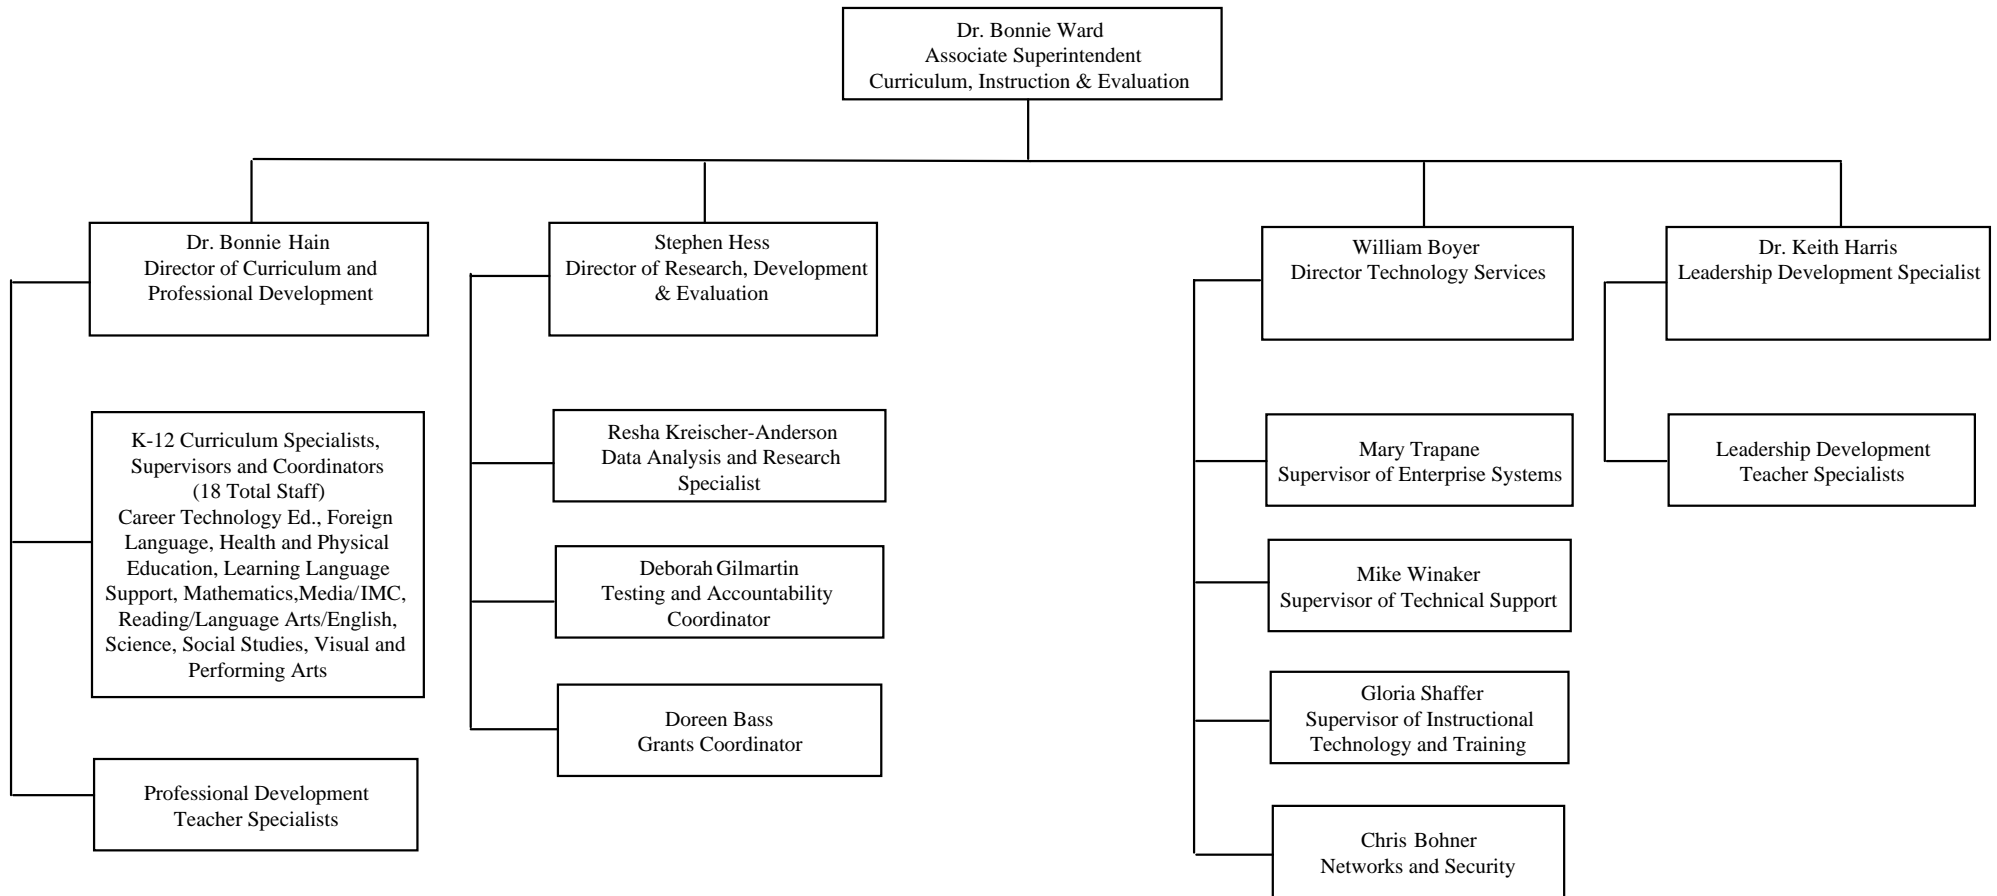 Dr. Bonnie Ward
Associate Superintendent
Curriculum, Instruction & Evaluation
Dr. Bonnie Hain
Director of Curriculum and
Professional Development
K-12 Curriculum Specialists,
Supervisors and Coordinators
(18 Total Staff)
Career Technology Ed., Foreign
Language, Health and Physical
Education, Learning Language
Support, Mathematics,Media/IMC,
Reading/Language Arts/English,
Science, Social Studies, Visual and
Performing Arts
Professional Development
Teacher Specialists
Stephen Hess
Director of Research, Development
& Evaluation
Resha Kreischer-Anderson
Data Analysis and Research
Specialist
Deborah Gilmartin
Testing and Accountability
Coordinator
Doreen Bass
Grants Coordinator
William Boyer
Director Technology Services
Mary Trapane
Supervisor of Enterprise Systems
Mike Winaker
Supervisor of Technical Support
Gloria Shaffer
Supervisor of Instructional
Technology and Training
Chris Bohner
Networks and Security
Dr. Keith Harris
Leadership Development Specialist
Leadership Development
Teacher Specialists